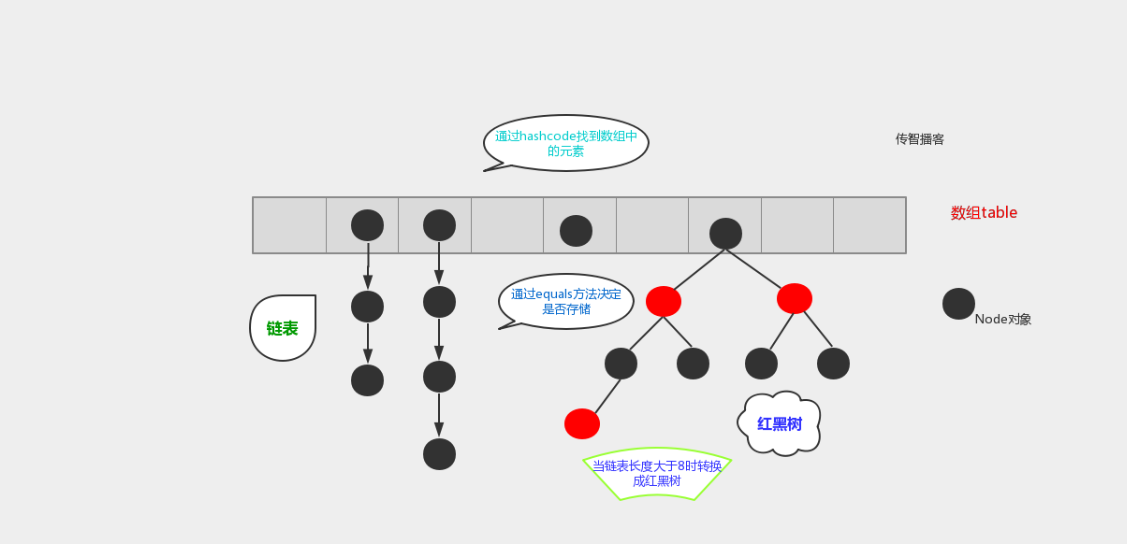 通过hashcode找到数组中
的元素
传智播客
数组table
通过equals方法决定
是否存储
链表
Node对象
红黑树
当链表长度大于8时转换
成红黑树